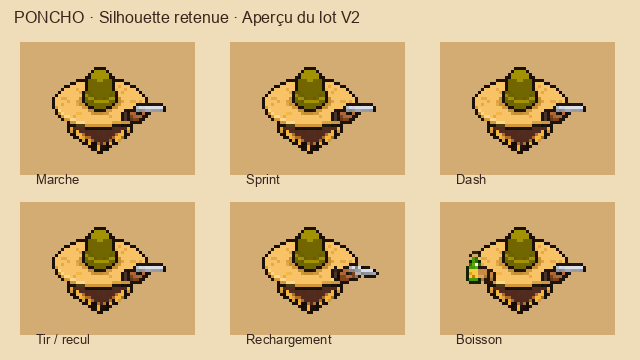 PONCHO · Silhouette retenue · Aperçu du lot V2
Marche
Sprint
Dash
Tir / recul
Rechargement
Boisson